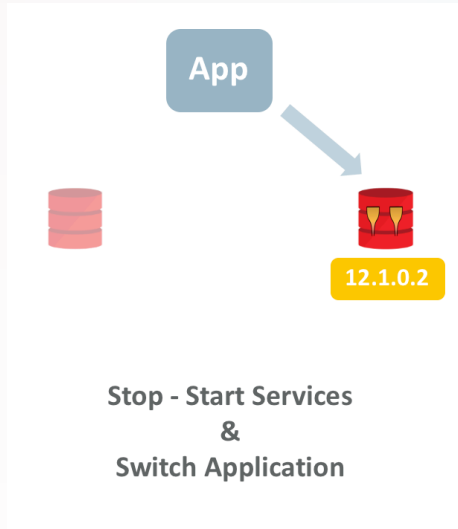 App
12.1.0.2
Stop - Start Services
&
Switch Application